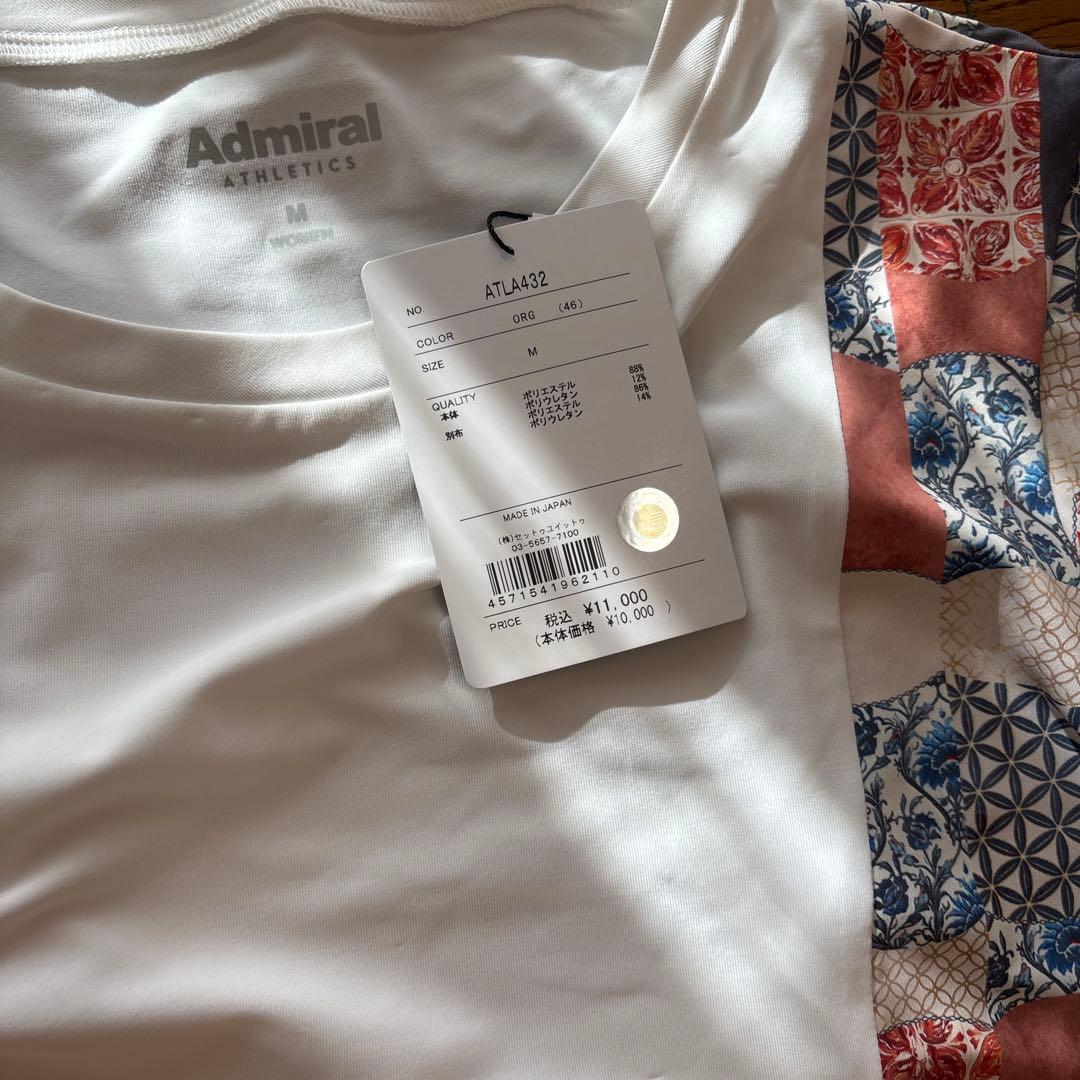 Admiral
ATHLETICS
M
WOMEN
NO. ATLA432
COLOR ORG (46)
SIZE M
QUALITY
本体 ポリエステル 88%
ポリウレタン 12%
別布 ポリエステル 86%
ポリウレタン 14%
MADE IN JAPAN
(株)セットゥユイットゥ
03-5657-7100
4571541962110
PRICE 税込 ¥11,000
(本体価格 ¥10,000 )